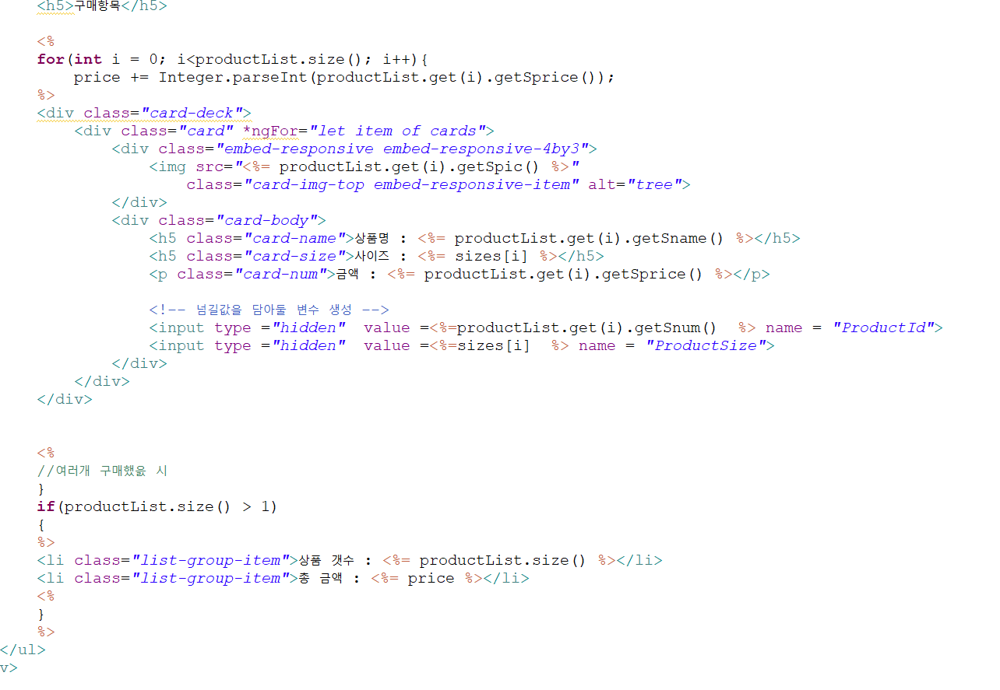 <h5>구매항목</h5>
<%
for(int i = 0; i<productList.size(); i++){
price += Integer.parseInt(productList.get(i).getSprice());
%>
<div class="card-deck">
<div class="card" *ngFor="let item of cards">
<div class="embed-responsive embed-responsive-4by3">
<img src="<%= productList.get(i).getSpic() %>"
class="card-img-top embed-responsive-item" alt="tree">
</div>
<div class="card-body">
<h5 class="card-name">상품명 : <%= productList.get(i).getSname() %></h5>
<h5 class="card-size">사이즈 : <%= sizes[i] %></h5>
<p class="card-num">금액 : <%= productList.get(i).getSprice() %></p>
<!-- 넘길값을 담아둘 변수 생성 -->
<input type ="hidden"  value =<%=productList.get(i).getSnum()  %> name = "ProductId">
<input type ="hidden"  value =<%=sizes[i]  %> name = "ProductSize">
</div>
</div>
</div>
<%
//여러개 구매했읈 시
}
if(productList.size() > 1)
{
%>
<li class="list-group-item">상품 갯수 : <%= productList.size() %></li>
<li class="list-group-item">총 금액 : <%= price %></li>
<%
}
%>
</ul>
v>